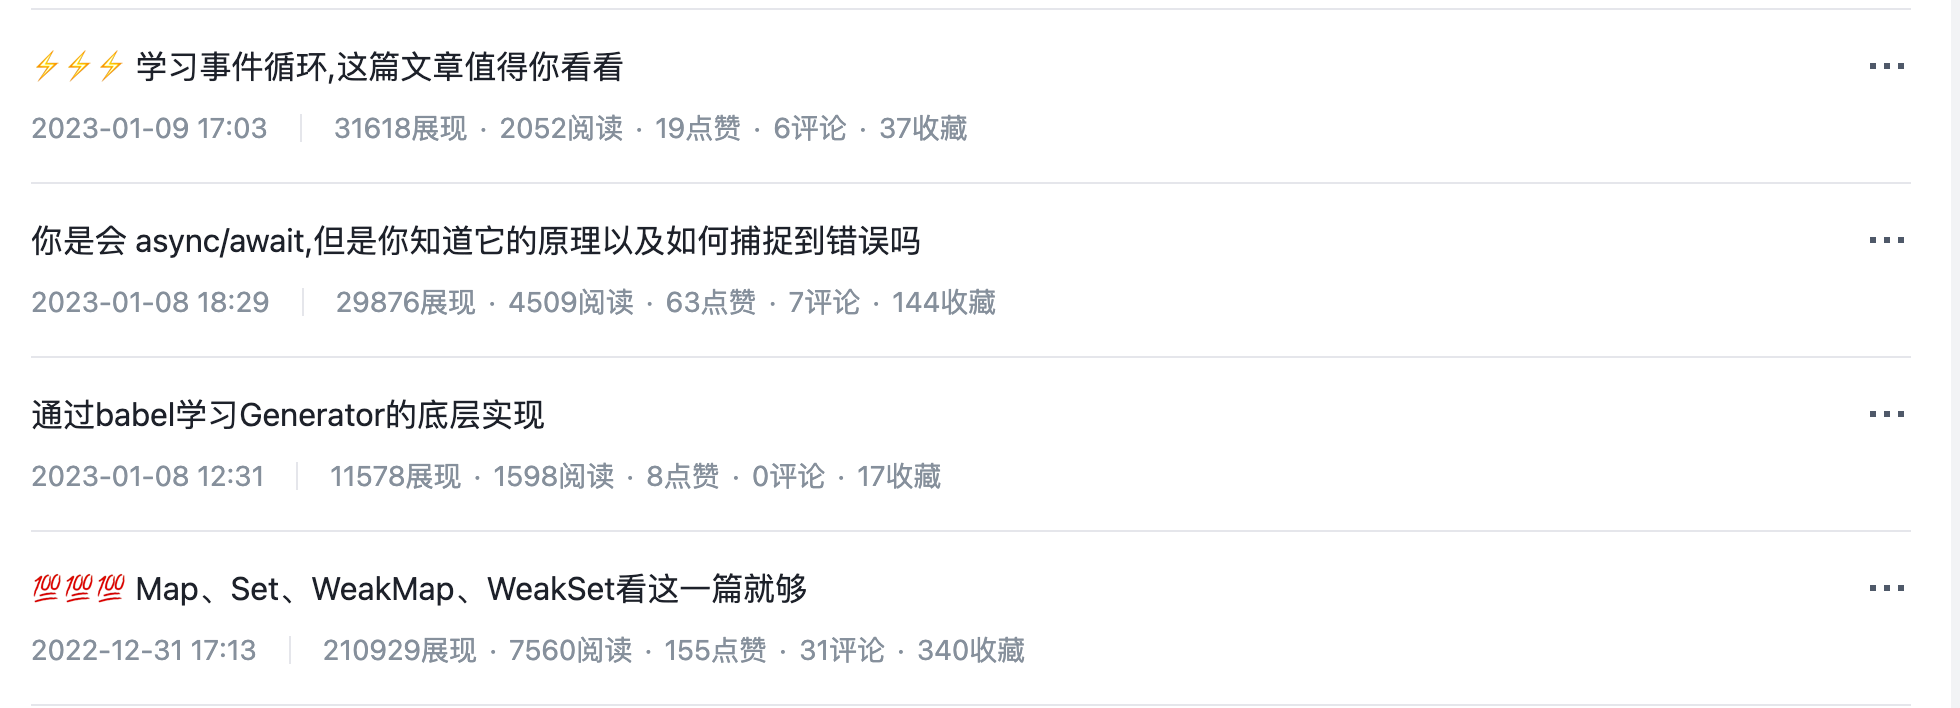 ⚡⚡⚡ 学习事件循环,这篇文章值得你看看
2023-01-09 17:03 31618展现 · 2052阅读 · 19点赞 · 6评论 · 37收藏
你是会 async/await,但是你知道它的原理以及如何捕捉到错误吗
2023-01-08 18:29 29876展现 · 4509阅读 · 63点赞 · 7评论 · 144收藏
通过babel学习Generator的底层实现
2023-01-08 12:31 11578展现 · 1598阅读 · 8点赞 · 0评论 · 17收藏
💯💯💯 Map、Set、WeakMap、WeakSet看这一篇就够
2022-12-31 17:13 210929展现 · 7560阅读 · 155点赞 · 31评论 · 340收藏